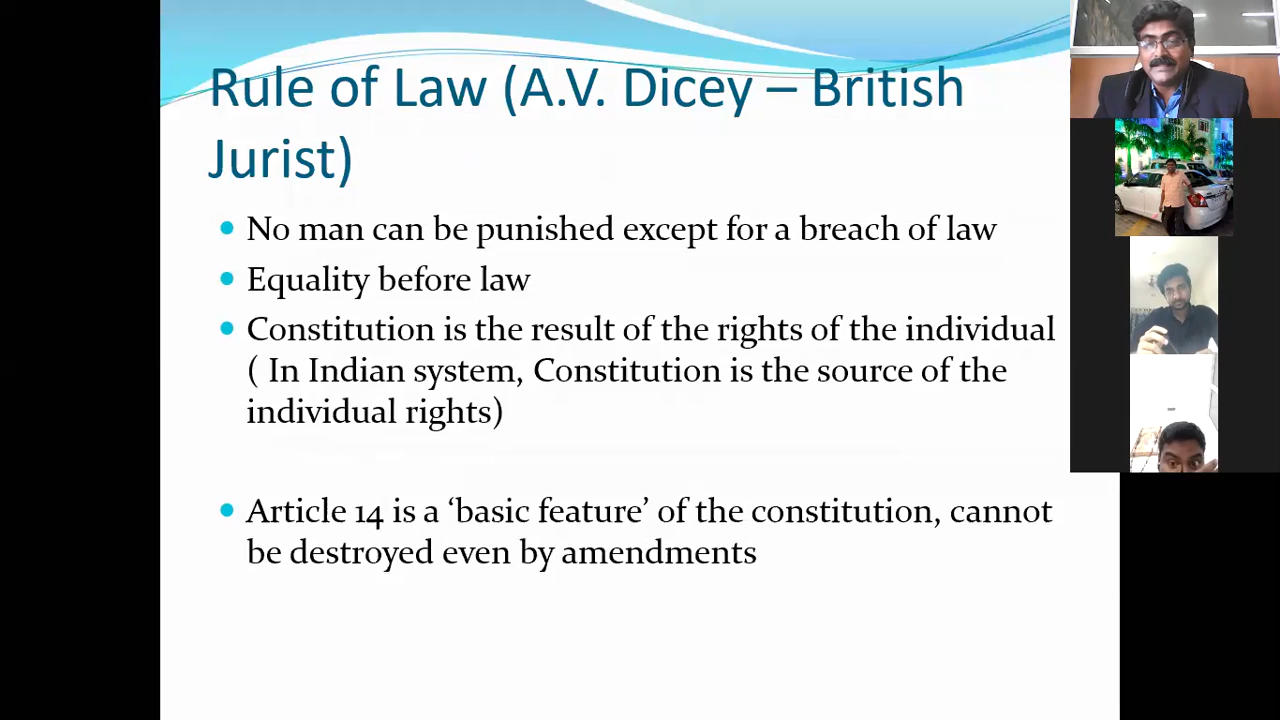 Rule of Law (A.V. Dicey – British
Jurist)
• No man can be punished except for a breach of law
• Equality before law
• Constitution is the result of the rights of the individual
( In Indian system, Constitution is the source of the
individual rights)
• Article 14 is a ‘basic feature’ of the constitution, cannot
be destroyed even by amendments